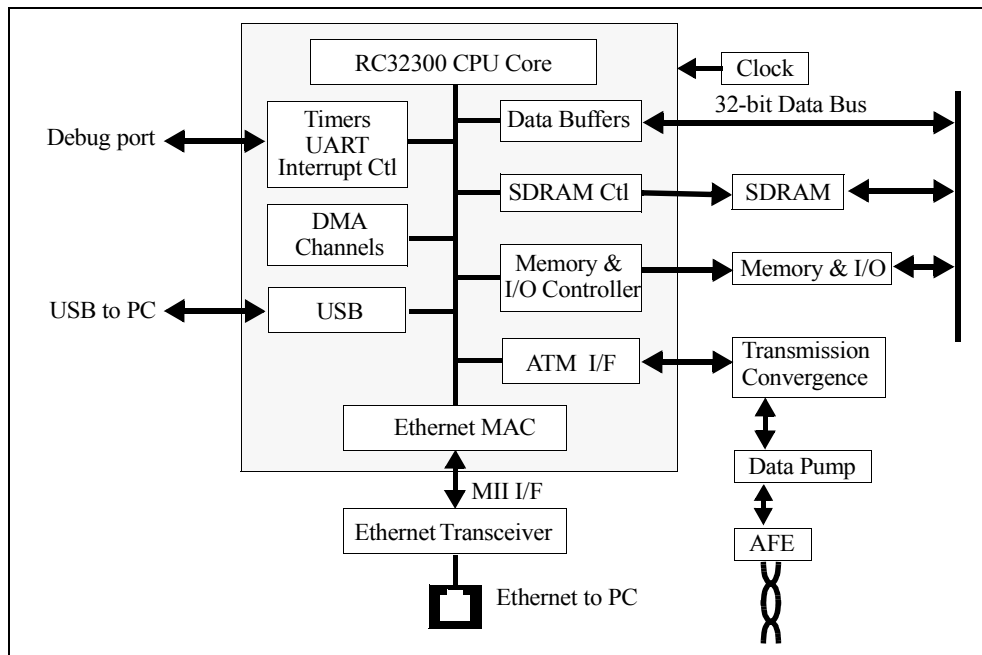 RC32300 CPU Core
Clock
32-bit Data Bus
Debug port
Timers
UART
Interrupt Ctl
Data Buffers
SDRAM Ctl
SDRAM
DMA
Channels
Memory &
I/O Controller
Memory & I/O
USB to PC
USB
ATM I/F
Transmission
Convergence
Ethernet MAC
Data Pump
MII I/F
Ethernet Transceiver
AFE
Ethernet to PC